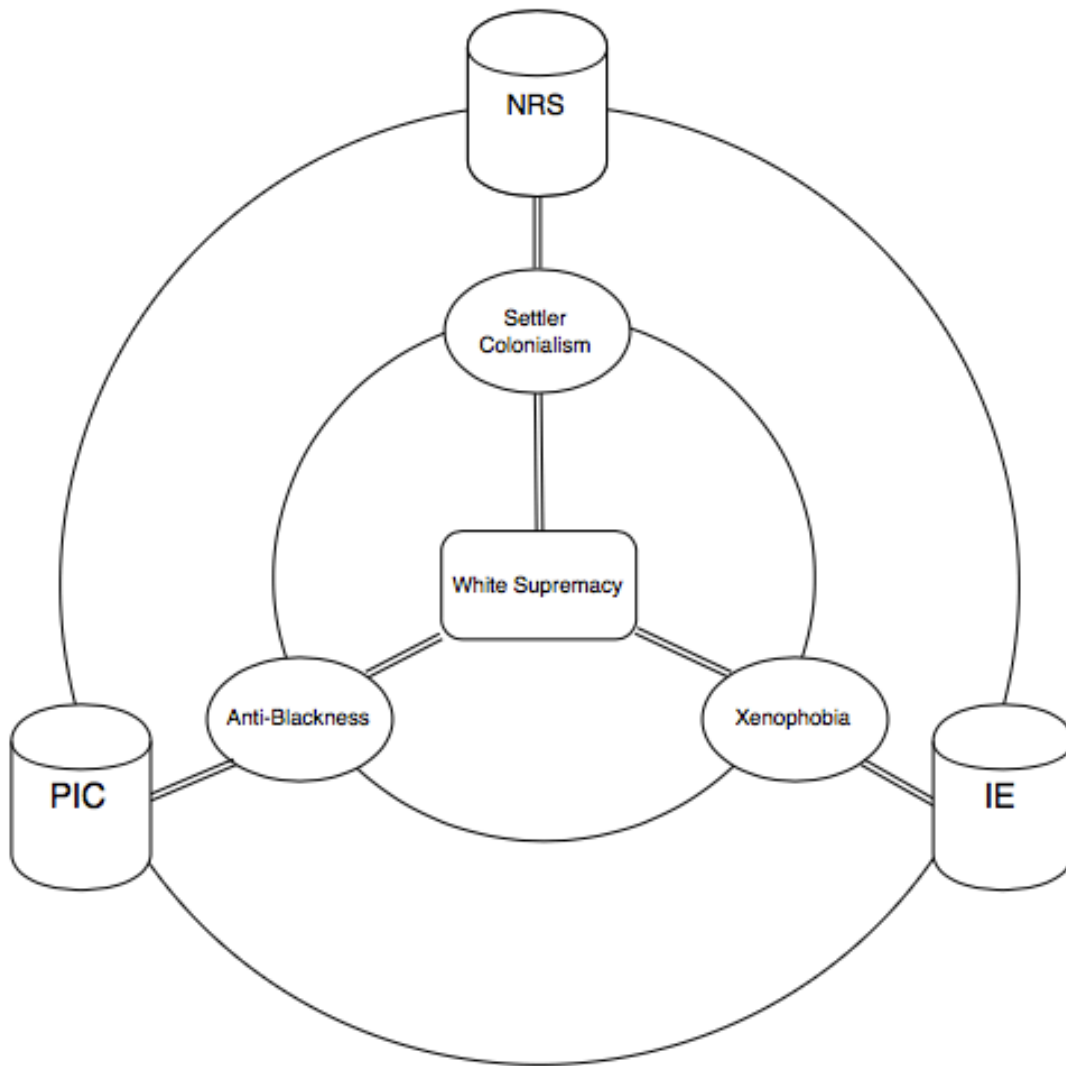 NRS
Settler
Colonialism
White Supremacy
Anti-Blackness
Xenophobia
PIC
IE